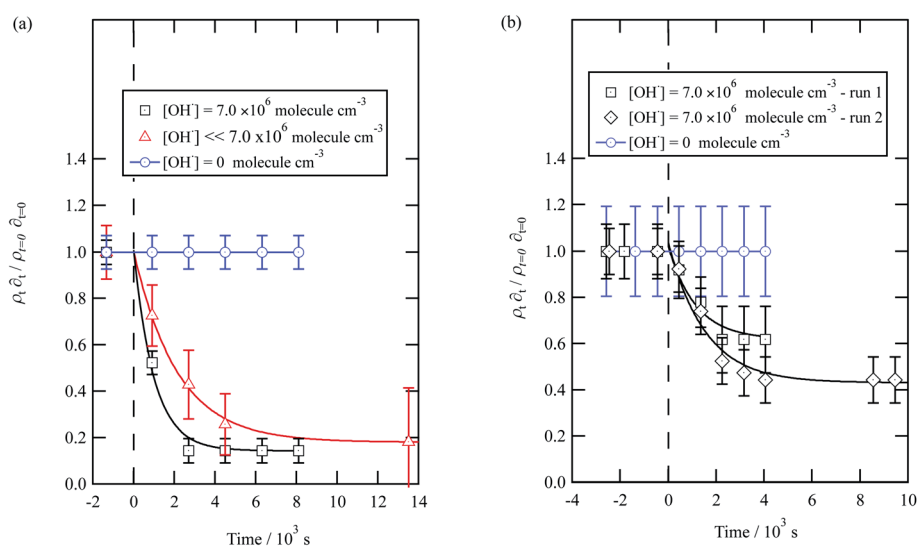 (a)
[OH·] = 7.0 ×10⁶ molecule cm⁻³
[OH·] << 7.0 x10⁶ molecule cm⁻³
[OH·] = 0 molecule cm⁻³
1.4
1.2
1.0
0.8
0.6
0.4
0.2
0.0
ρₜ ∂ₜ / ρₜ₌₀ ∂ₜ₌₀
-2 0 2 4 6 8 10 12 14
Time / 10³ s
(b)
[OH·] = 7.0 ×10⁶ molecule cm⁻³ - run 1
[OH·] = 7.0 ×10⁶ molecule cm⁻³ - run 2
[OH·] = 0 molecule cm⁻³
1.4
1.2
1.0
0.8
0.6
0.4
0.2
0.0
ρₜ ∂ₜ / ρₜ₌₀ ∂ₜ₌₀
-4 -2 0 2 4 6 8 10
Time / 10³ s